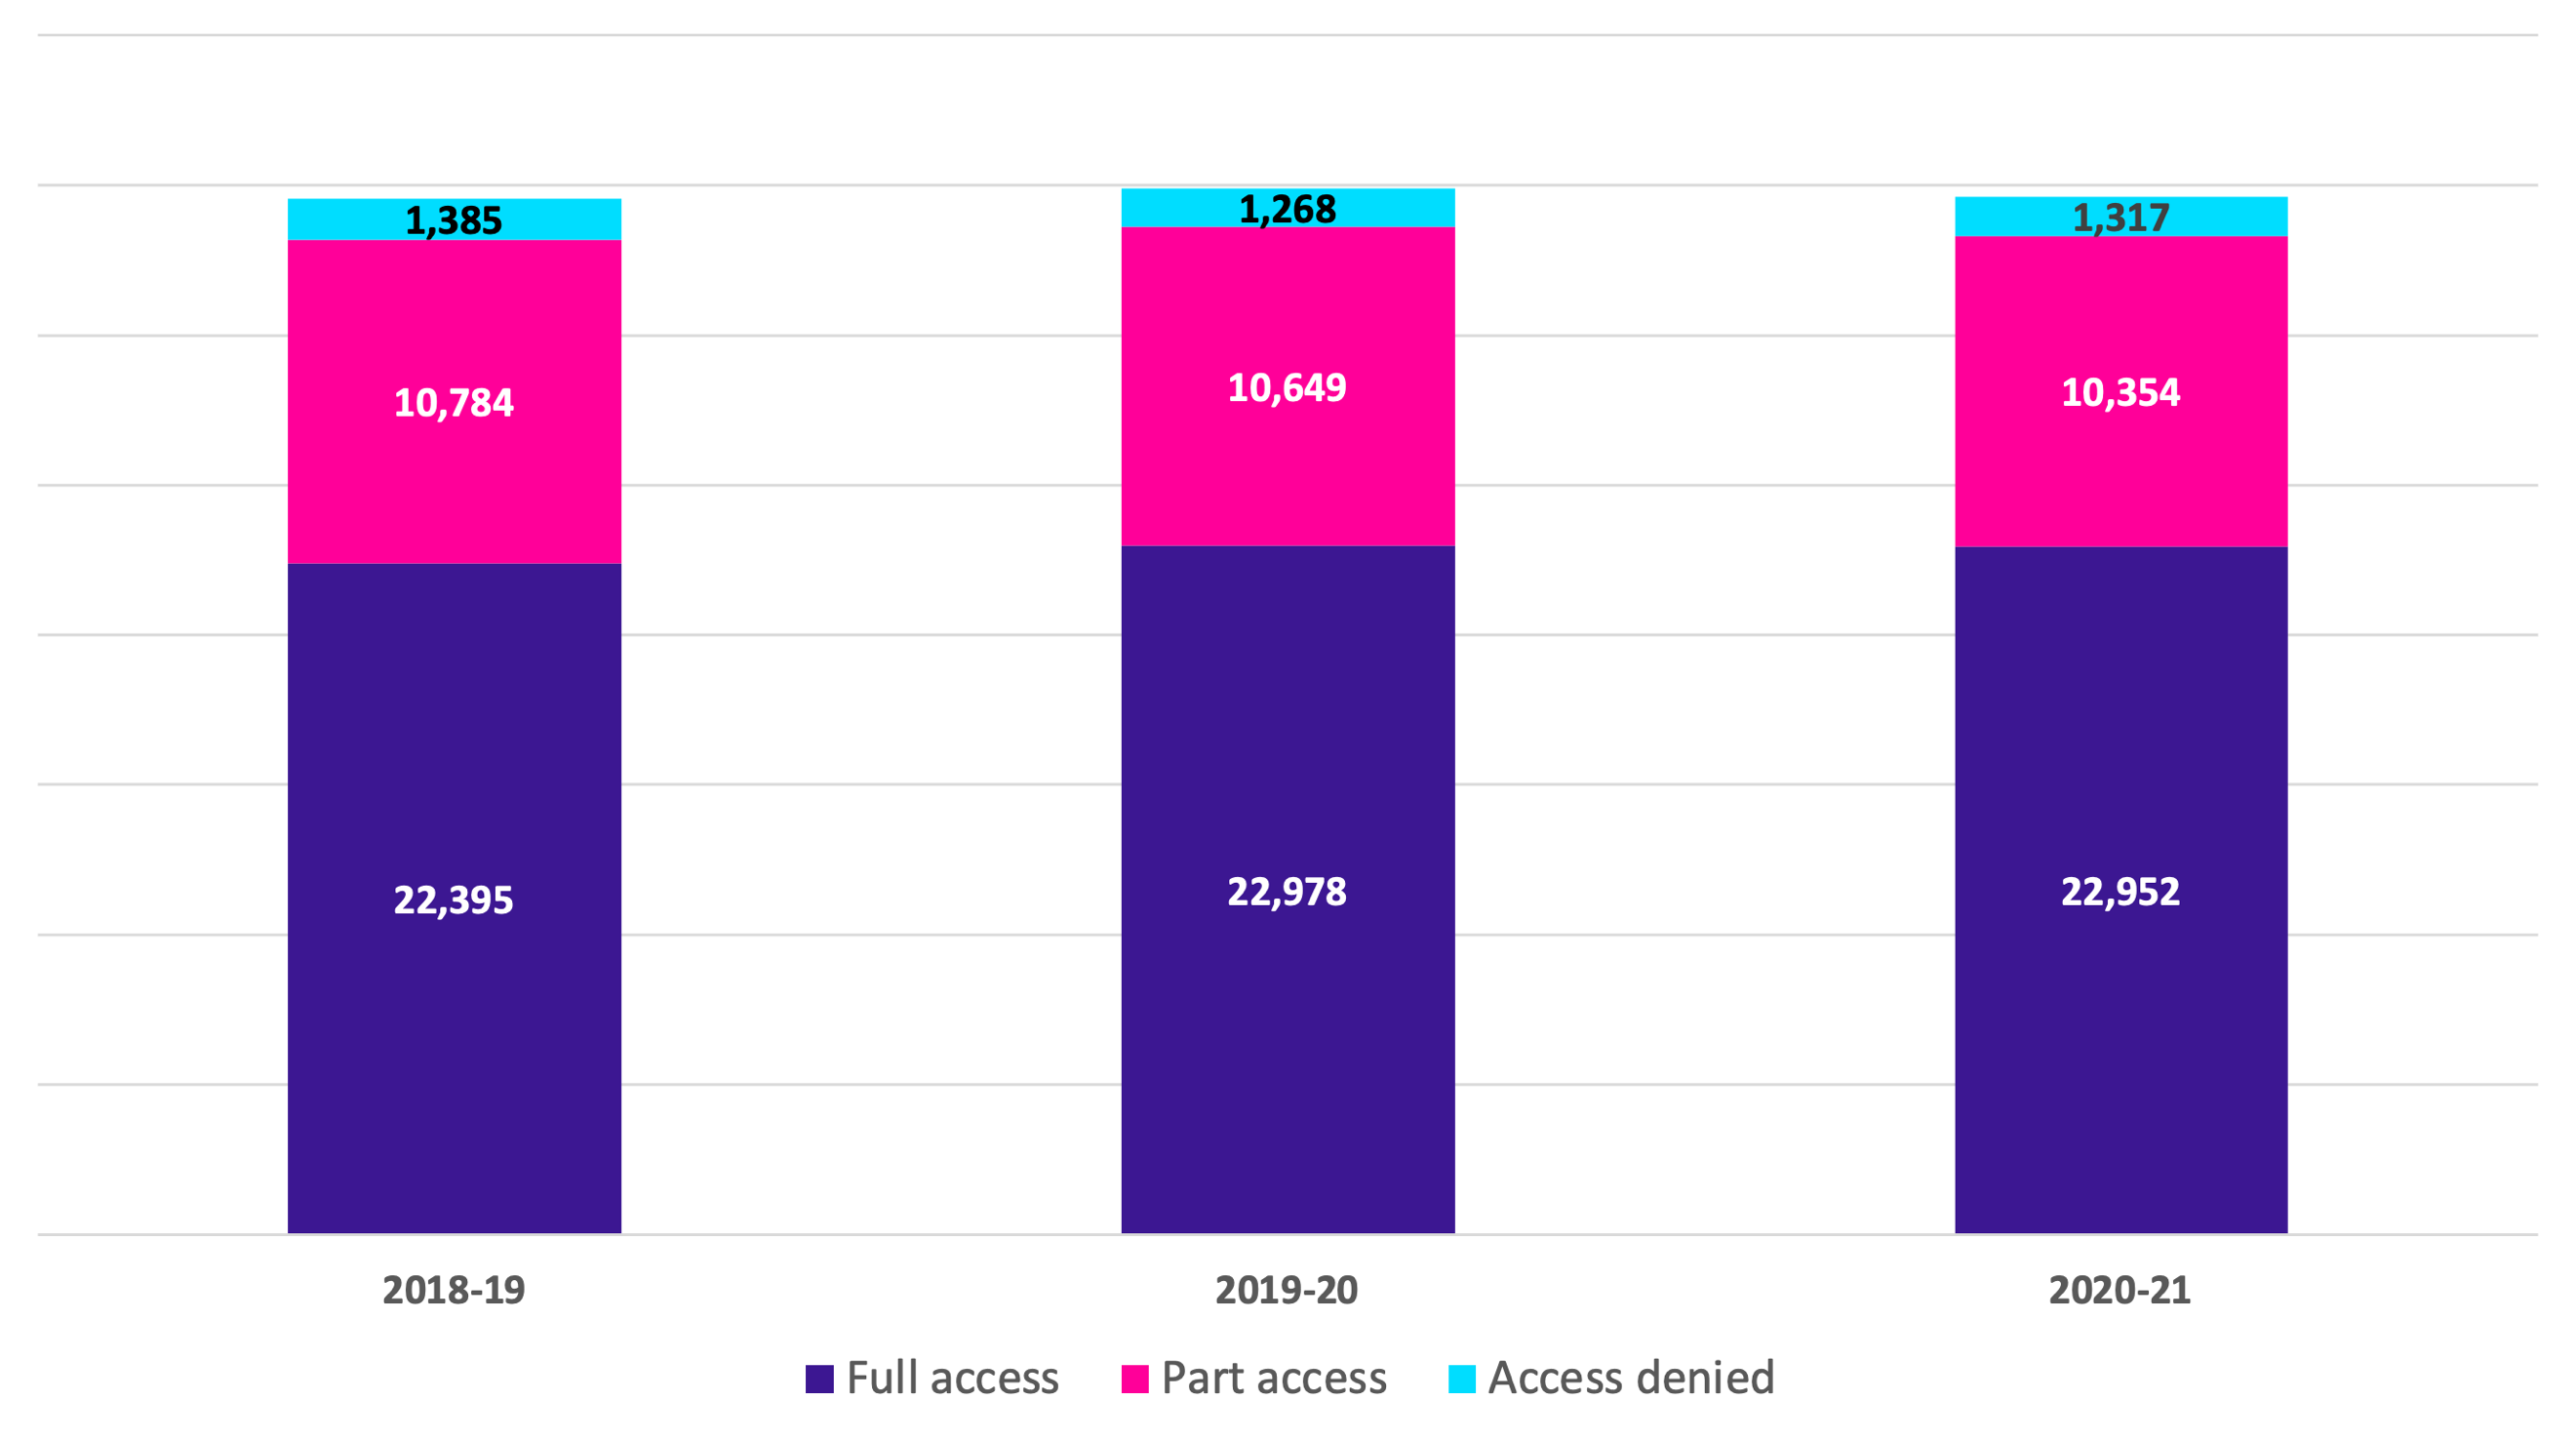 1,385 1,268 1,317
10,784 10,649 10,354
22,395 22,978 22,952
2018-19 2019-20 2020-21
Full access Part access Access denied